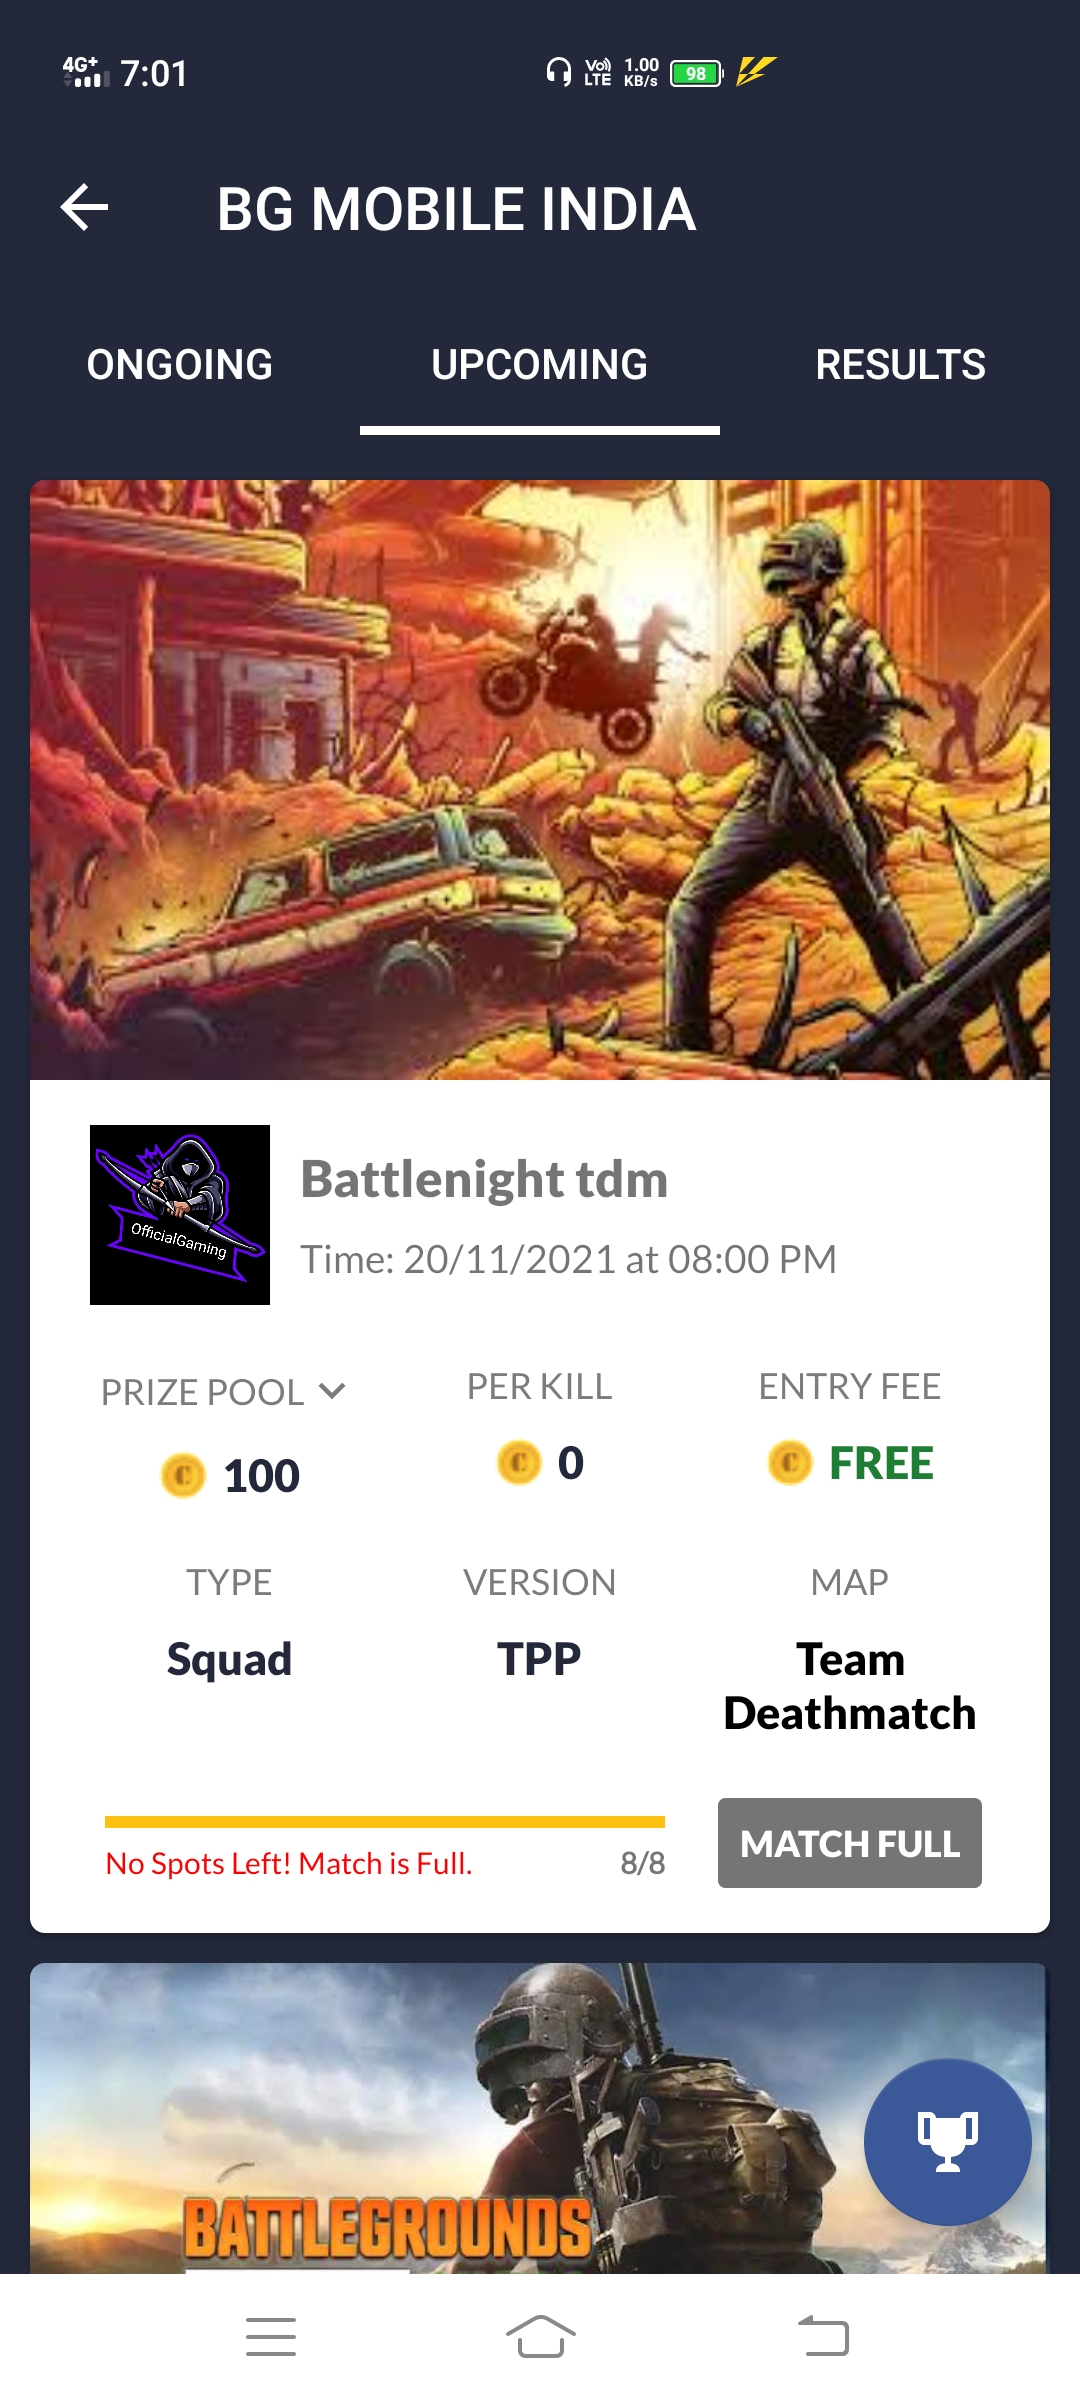 4G+ 7:01 Vo) LTE 1.00 KB/s 98
BG MOBILE INDIA
ONGOING UPCOMING RESULTS
OfficialGaming
Battlenight tdm
Time: 20/11/2021 at 08:00 PM
PRIZE POOL PER KILL ENTRY FEE
100 0 FREE
TYPE VERSION MAP
Squad TPP Team
Deathmatch
No Spots Left! Match is Full. 8/8 MATCH FULL
BATTLEGROUNDS